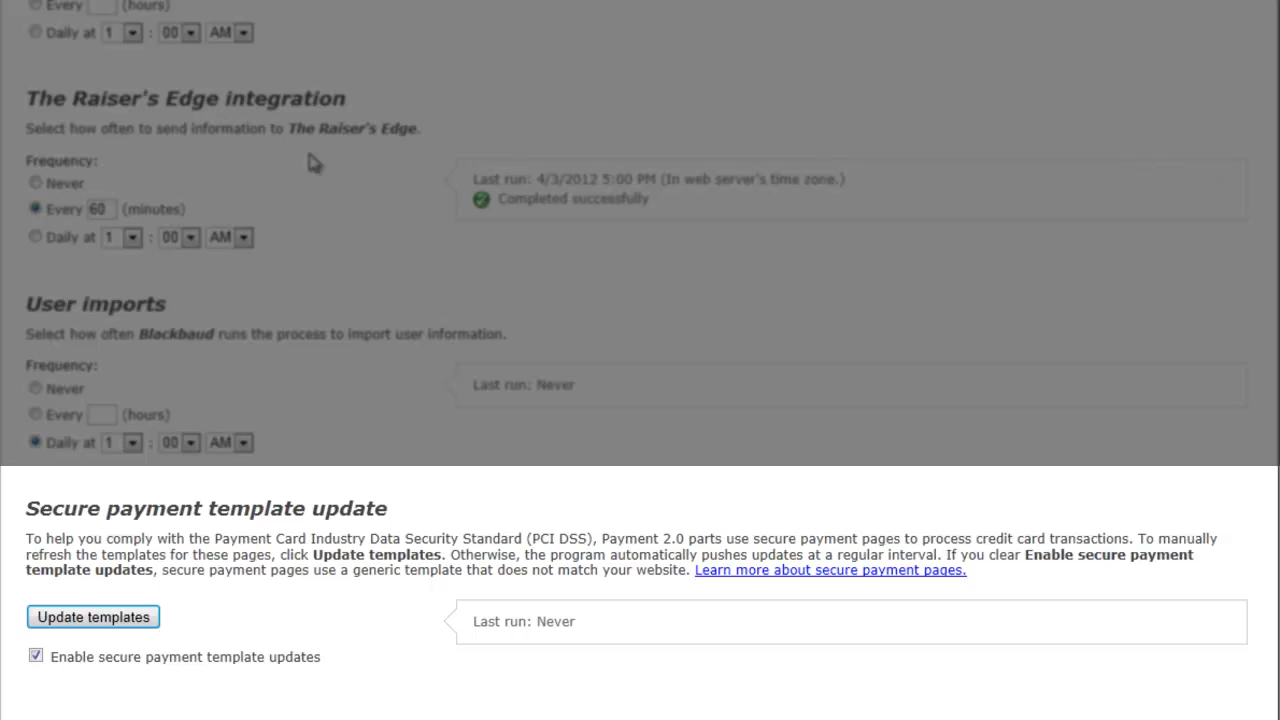 Every (hours)
Daily at 1 : 00 AM
The Raiser's Edge integration
Select how often to send information to The Raiser's Edge.
Frequency:
Never
Every 60 (minutes)
Daily at 1 : 00 AM
Last run: 4/3/2012 5:00 PM (In web server's time zone.)
Completed successfully
User imports
Select how often Blackbaud runs the process to import user information.
Frequency:
Never
Every (hours)
Daily at 1 : 00 AM
Last run: Never
Secure payment template update
To help you comply with the Payment Card Industry Data Security Standard (PCI DSS), Payment 2.0 parts use secure payment pages to process credit card transactions. To manually
refresh the templates for these pages, click Update templates. Otherwise, the program automatically pushes updates at a regular interval. If you clear Enable secure payment
template updates, secure payment pages use a generic template that does not match your website. Learn more about secure payment pages.
Update templates
Last run: Never
Enable secure payment template updates